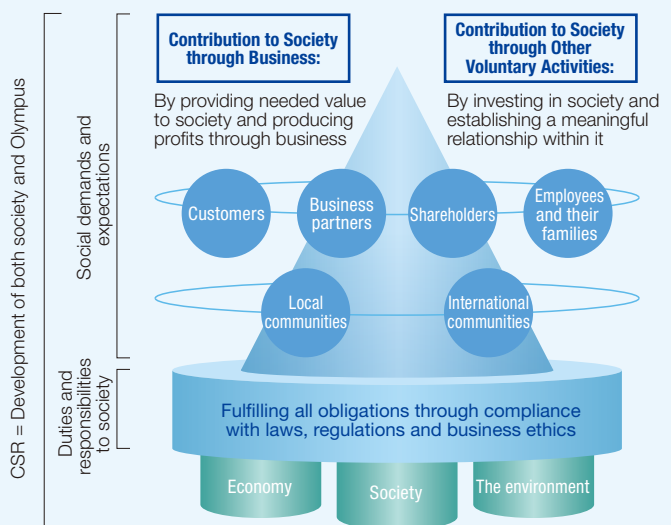 CSR = Development of both society and Olympus
Social demands and
expectations
Duties and
responsibilities
to society
Contribution to Society
through Business:
By providing needed value
to society and producing
profits through business
Contribution to Society
through Other
Voluntary Activities:
By investing in society and
establishing a meaningful
relationship within it
Customers
Business
partners
Shareholders
Employees
and their
families
Local
communities
International
communities
Fulfilling all obligations through compliance
with laws, regulations and business ethics
Economy
Society
The environment